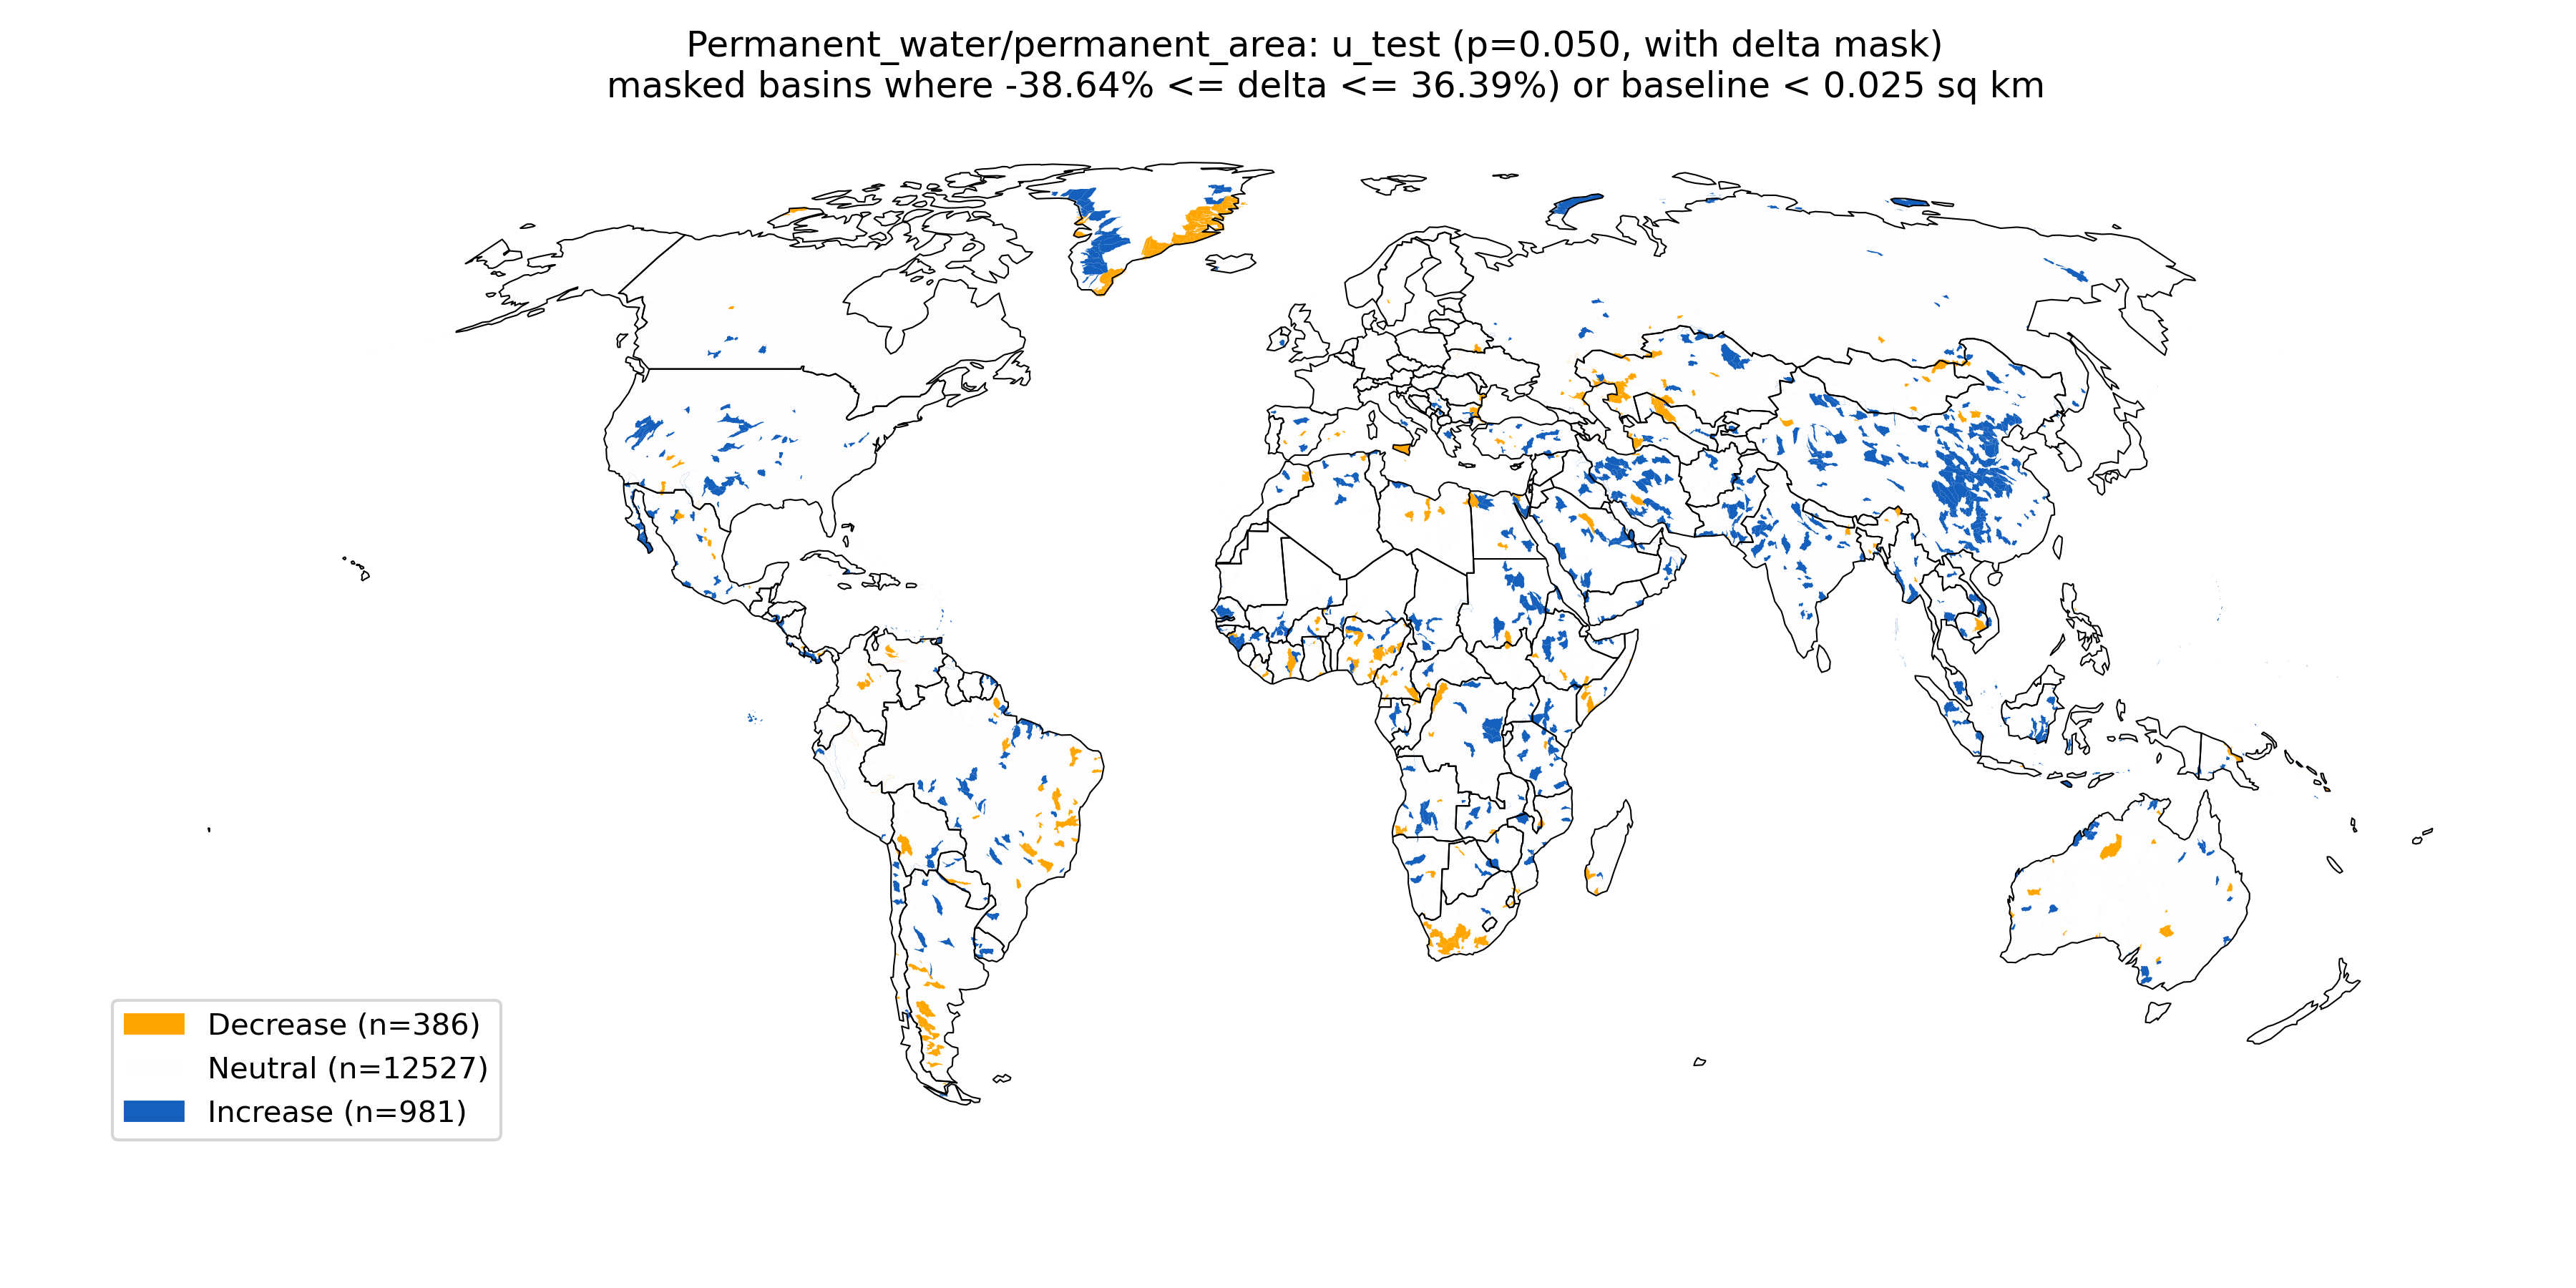 Permanent_water/permanent_area: u_test (p=0.050, with delta mask)
masked basins where -38.64% <= delta <= 36.39%) or baseline < 0.025 sq km
Decrease (n=386)
Neutral (n=12527)
Increase (n=981)